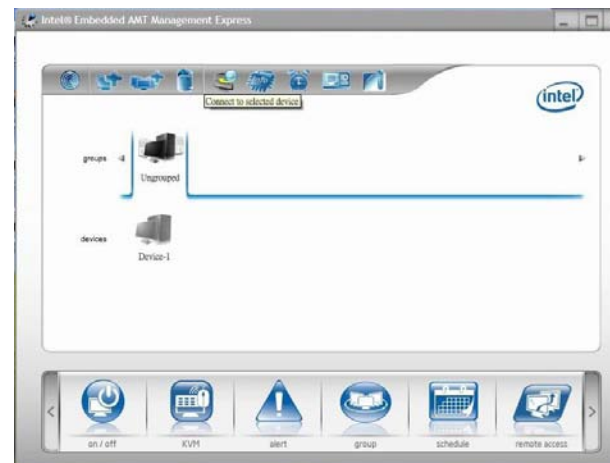 Intel® Embedded AMT Management Express
Connect to selected device
intel
groups
Ungrouped
devices
Device-1
on / off
KVM
alert
group
schedule
remote access